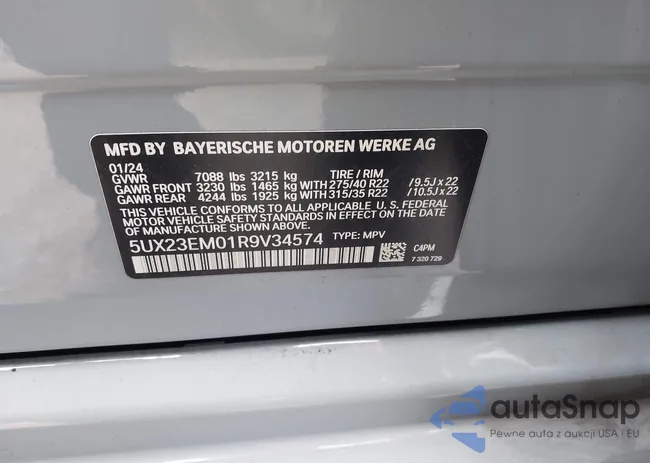 MFD BY BAYERISCHE MOTOREN WERKE AG
01/24
GVWR 7088 lbs 3215 kg TIRE / RIM
GAWR FRONT 3230 lbs 1465 kg WITH 275/40 R22 / 9.5J x 22
GAWR REAR 4244 lbs 1925 kg WITH 315/35 R22 / 10.5J x 22
THIS VEHICLE CONFORMS TO ALL APPLICABLE U.S. FEDERAL
MOTOR VEHICLE SAFETY STANDARDS IN EFFECT ON THE DATE
OF MANUFACTURE SHOWN ABOVE.
5UX23EM01R9V34574 TYPE: MPV
C4PM
7 320 729
autaSnap
Pewne auta z aukcji USA i EU